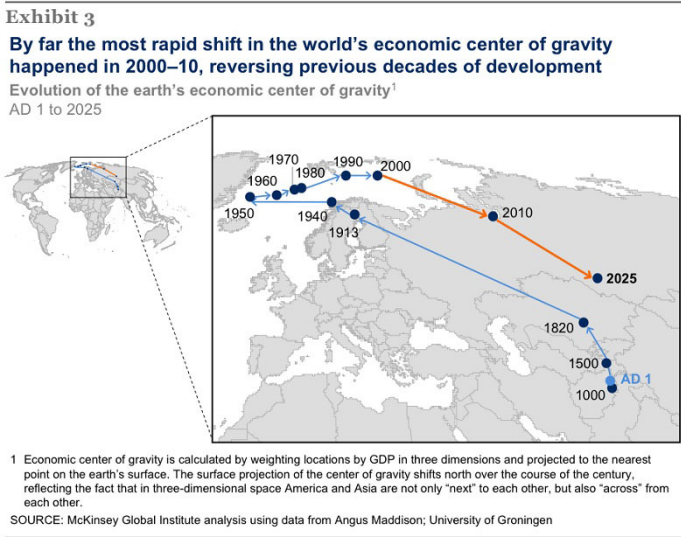 Exhibit 3
By far the most rapid shift in the world's economic center of gravity
happened in 2000–10, reversing previous decades of development
Evolution of the earth's economic center of gravity1
AD 1 to 2025
1970
1990
2000
1960
1980
1950
1940
1913
2010
2025
1820
1500
AD 1
1000
1 Economic center of gravity is calculated by weighting locations by GDP in three dimensions and projected to the nearest
point on the earth's surface. The surface projection of the center of gravity shifts north over the course of the century,
reflecting the fact that in three-dimensional space America and Asia are not only "next" to each other, but also "across" from
each other.
SOURCE: McKinsey Global Institute analysis using data from Angus Maddison; University of Groningen